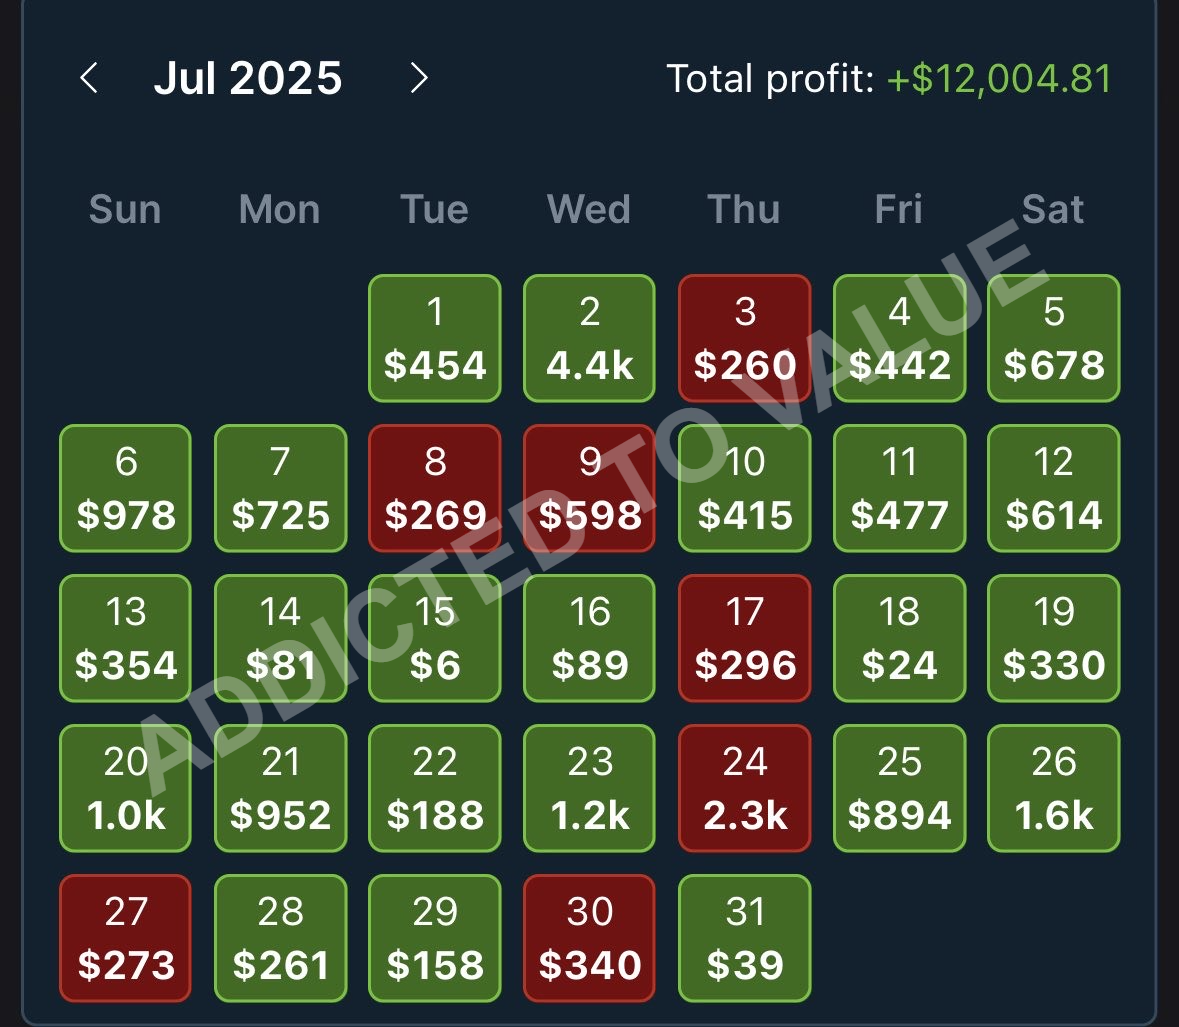 Jul 2025 Total profit: +$12,004.81
Sun Mon Tue Wed Thu Fri Sat
1 2 3 4 5
$454 4.4k $260 $442 $678
6 7 8 9 10 11 12
$978 $725 $269 $598 $415 $477 $614
13 14 15 16 17 18 19
$354 $81 $6 $89 $296 $24 $330
20 21 22 23 24 25 26
1.0k $952 $188 1.2k 2.3k $894 1.6k
27 28 29 30 31
$273 $261 $158 $340 $39
ADDICTED TO VALUE